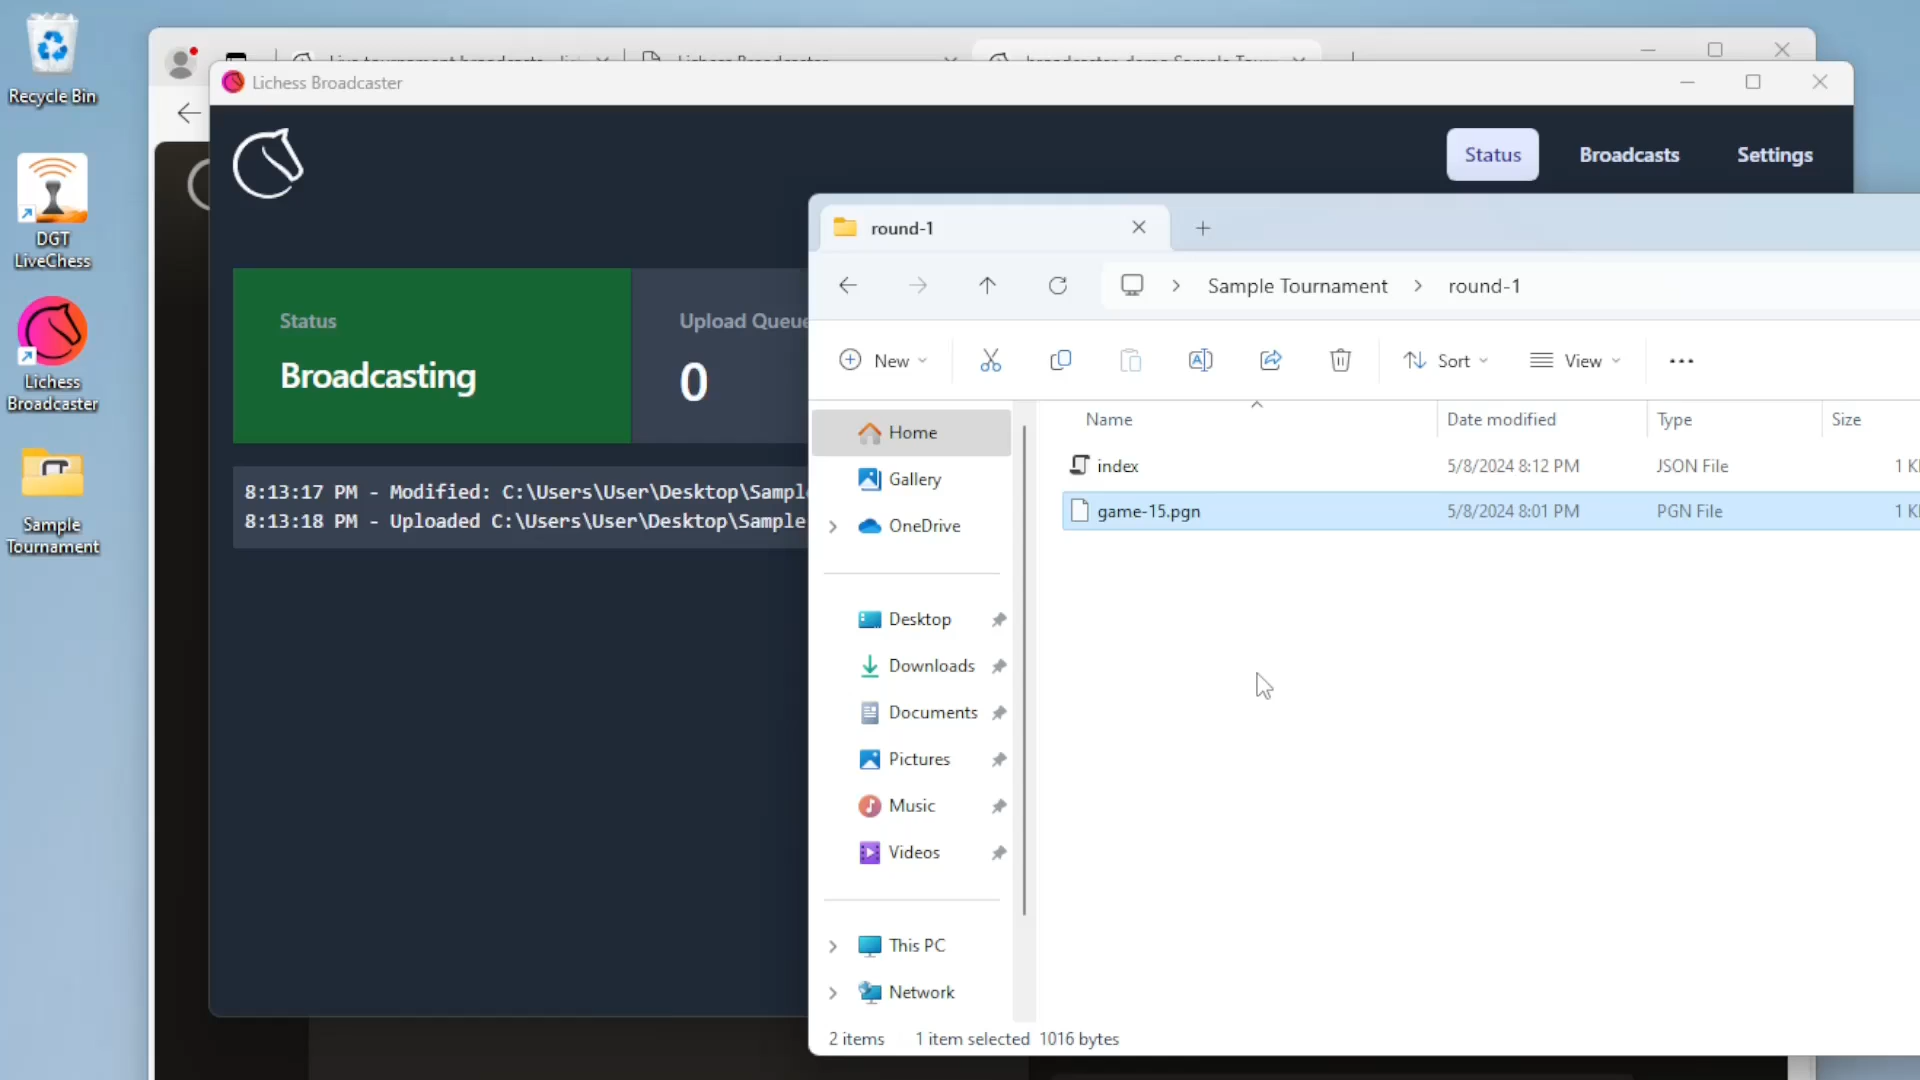 Recycle Bin
DGT
LiveChess
Lichess
Broadcaster
Sample
Tournament
Lichess Broadcaster
Status
Broadcasts
Settings
Status
Broadcasting
Upload Queue
0
8:13:17 PM - Modified: C:\Users\User\Desktop\Sample
8:13:18 PM - Uploaded C:\Users\User\Desktop\Sample
round-1
Sample Tournament > round-1
New
Sort
View
Name
Date modified
Type
Size
index
5/8/2024 8:12 PM
JSON File
1 K
game-15.pgn
5/8/2024 8:01 PM
PGN File
1 K
Home
Gallery
OneDrive
Desktop
Downloads
Documents
Pictures
Music
Videos
This PC
Network
2 items
1 item selected 1016 bytes